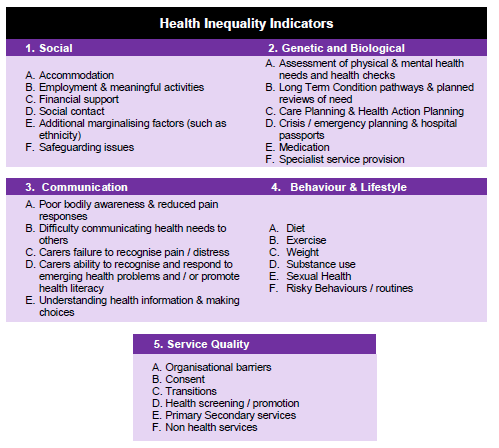 Health Inequality Indicators
1. Social
A. Accommodation
B. Employment & meaningful activities
C. Financial support
D. Social contact
E. Additional marginalising factors (such as
ethnicity)
F. Safeguarding issues
2. Genetic and Biological
A. Assessment of physical & mental health
needs and health checks
B. Long Term Condition pathways & planned
reviews of need
C. Care Planning & Health Action Planning
D. Crisis / emergency planning & hospital
passports
E. Medication
F. Specialist service provision
3. Communication
A. Poor bodily awareness & reduced pain
responses
B. Difficulty communicating health needs to
others
C. Carers failure to recognise pain / distress
D. Carers ability to recognise and respond to
emerging health problems and / or promote
health literacy
E. Understanding health information & making
choices
4. Behaviour & Lifestyle
A. Diet
B. Exercise
C. Weight
D. Substance use
E. Sexual Health
F. Risky Behaviours / routines
5. Service Quality
A. Organisational barriers
B. Consent
C. Transitions
D. Health screening / promotion
E. Primary Secondary services
F. Non health services